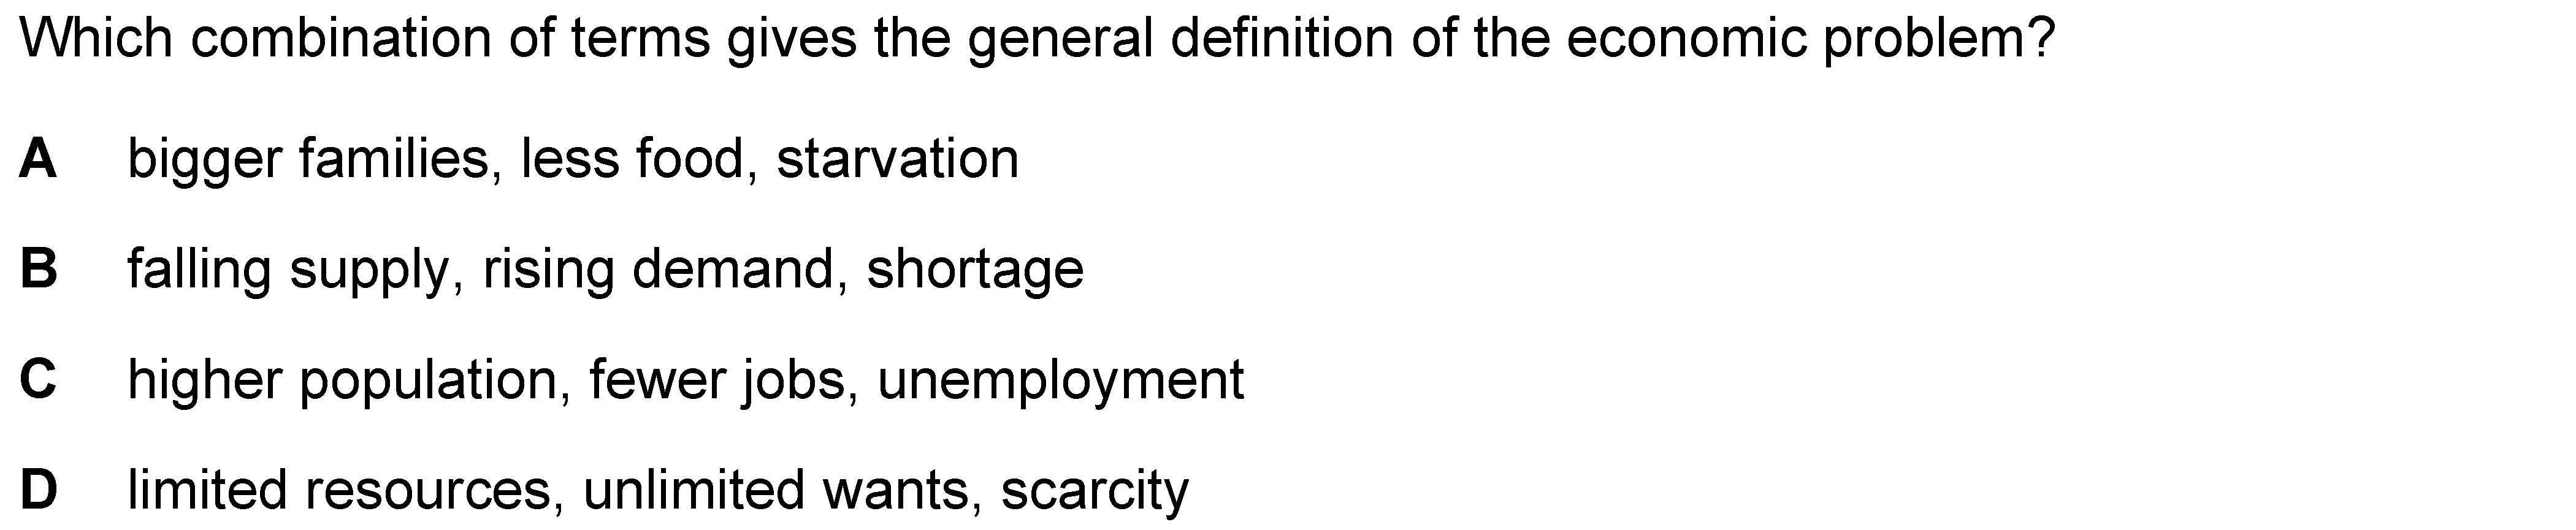 Which combination of terms gives the general definition of the economic problem?
A bigger families, less food, starvation
B falling supply, rising demand, shortage
C higher population, fewer jobs, unemployment
D limited resources, unlimited wants, scarcity